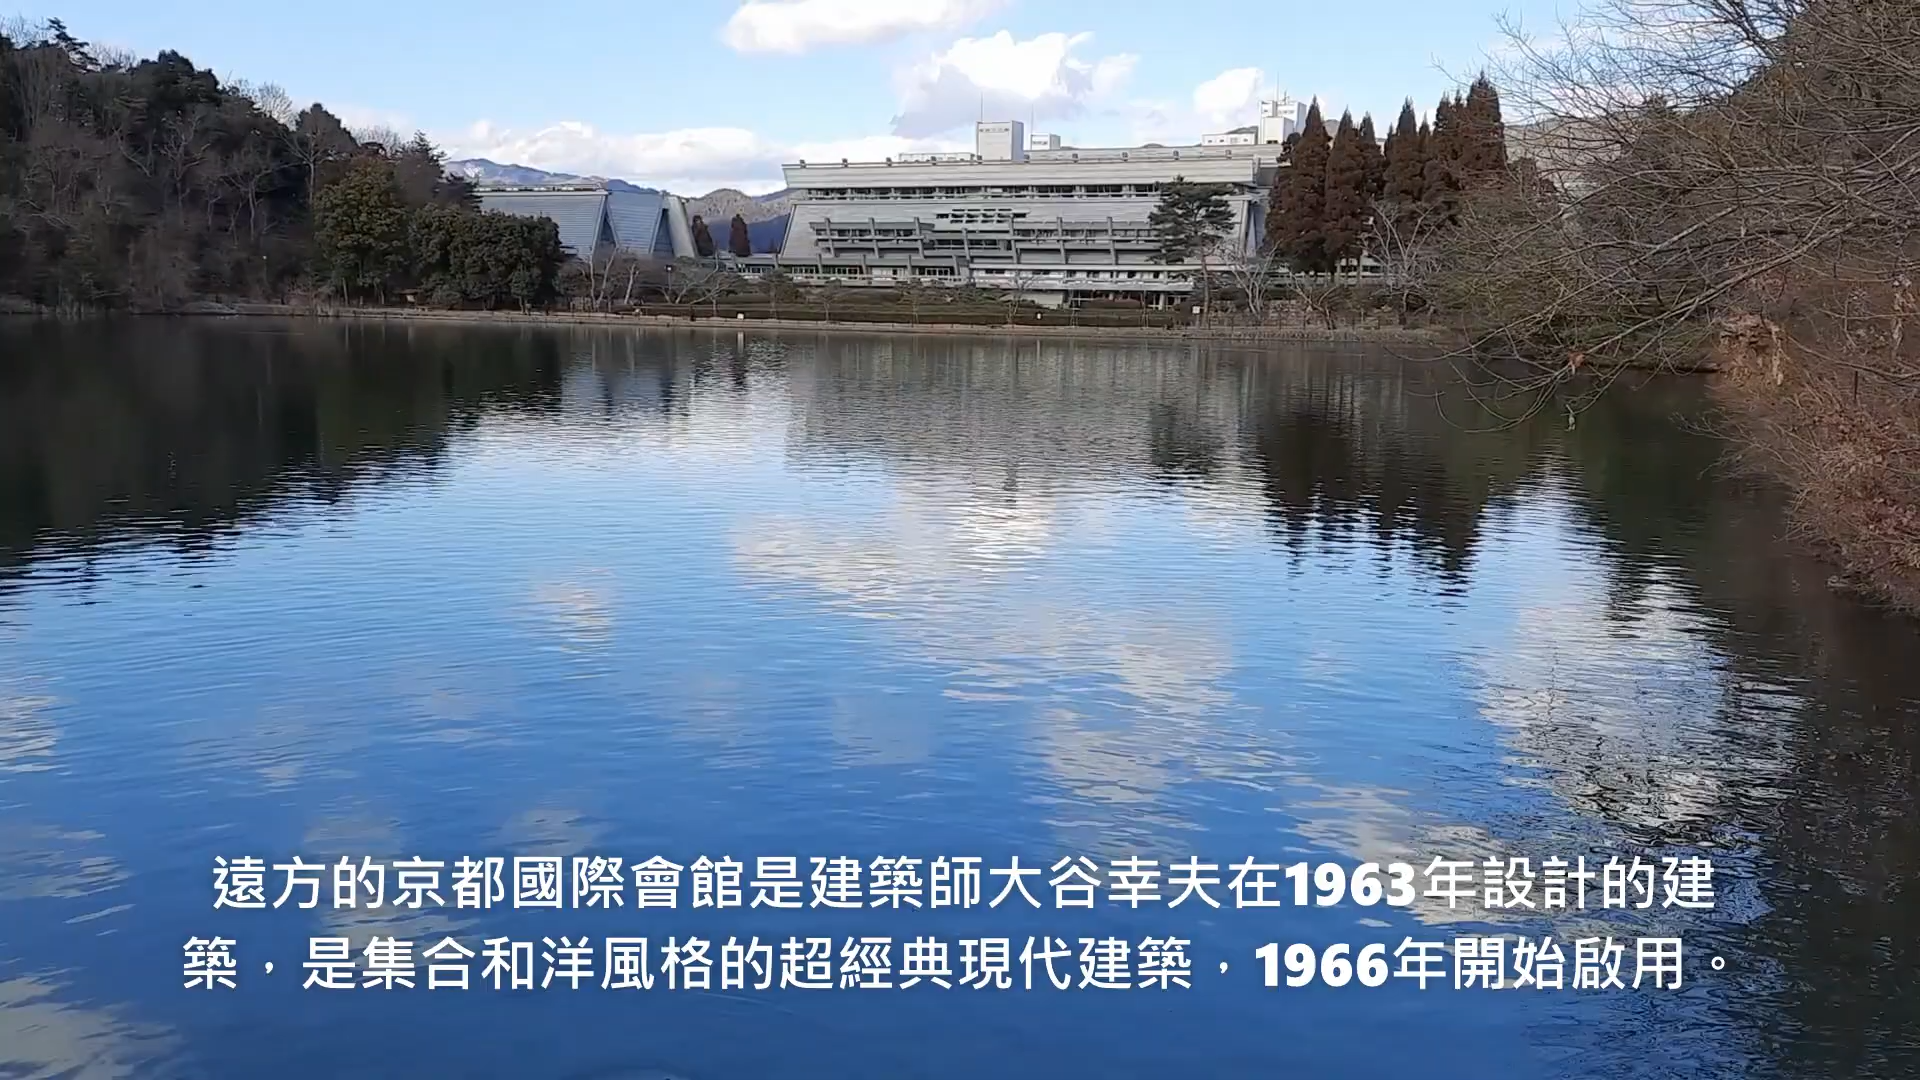 遠方的京都國際會館是建築師大谷幸夫在1963年設計的建
築，是集合和洋風格的超經典現代建築，1966年開始啟用。